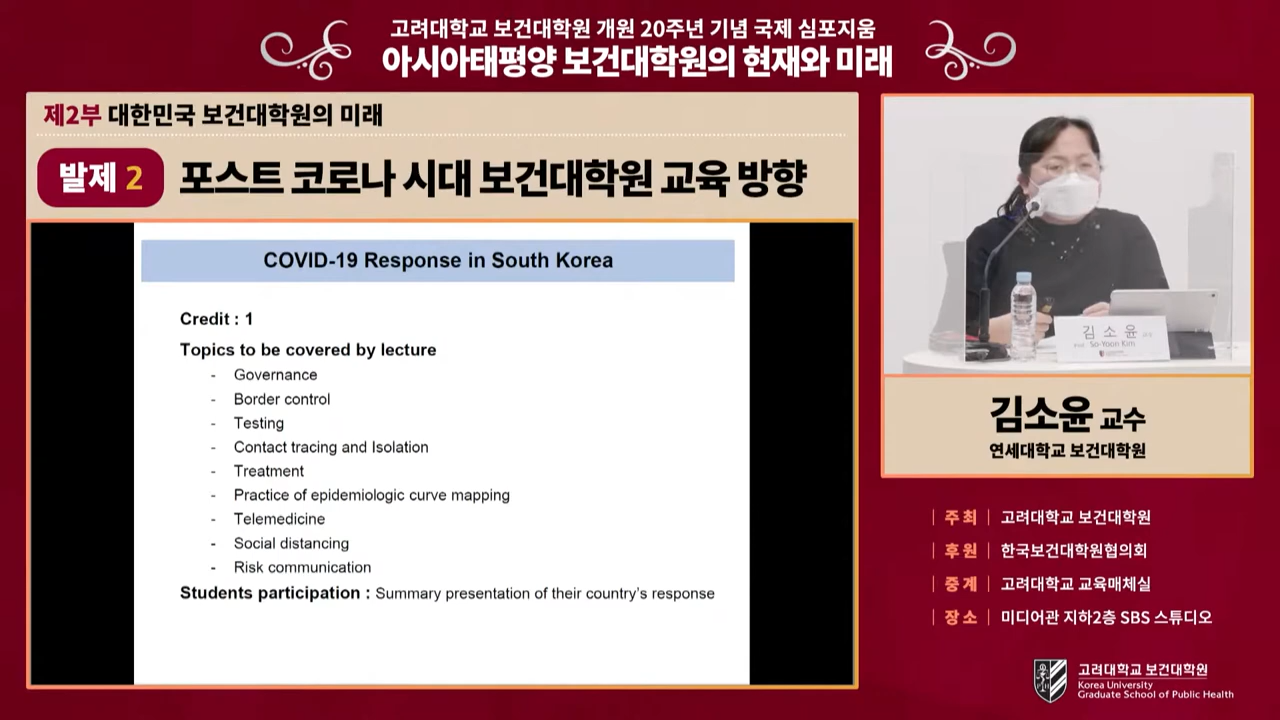 고려대학교 보건대학원 개원 20주년 기념 국제 심포지움
아시아태평양 보건대학원의 현재와 미래
제2부 대한민국 보건대학원의 미래
발제 2 포스트 코로나 시대 보건대학원 교육 방향
COVID-19 Response in South Korea
Credit : 1
Topics to be covered by lecture
- Governance
- Border control
- Testing
- Contact tracing and Isolation
- Treatment
- Practice of epidemiologic curve mapping
- Telemedicine
- Social distancing
- Risk communication
Students participation : Summary presentation of their country's response
김 소 윤
Prof. So-Yoon Kim
김소윤 교수
연세대학교 보건대학원
| 주 최 | 고려대학교 보건대학원
| 후 원 | 한국보건대학원협의회
| 중 계 | 고려대학교 교육매체실
| 장 소 | 미디어관 지하2층 SBS 스튜디오
고려대학교 보건대학원
Korea University
Graduate School of Public Health